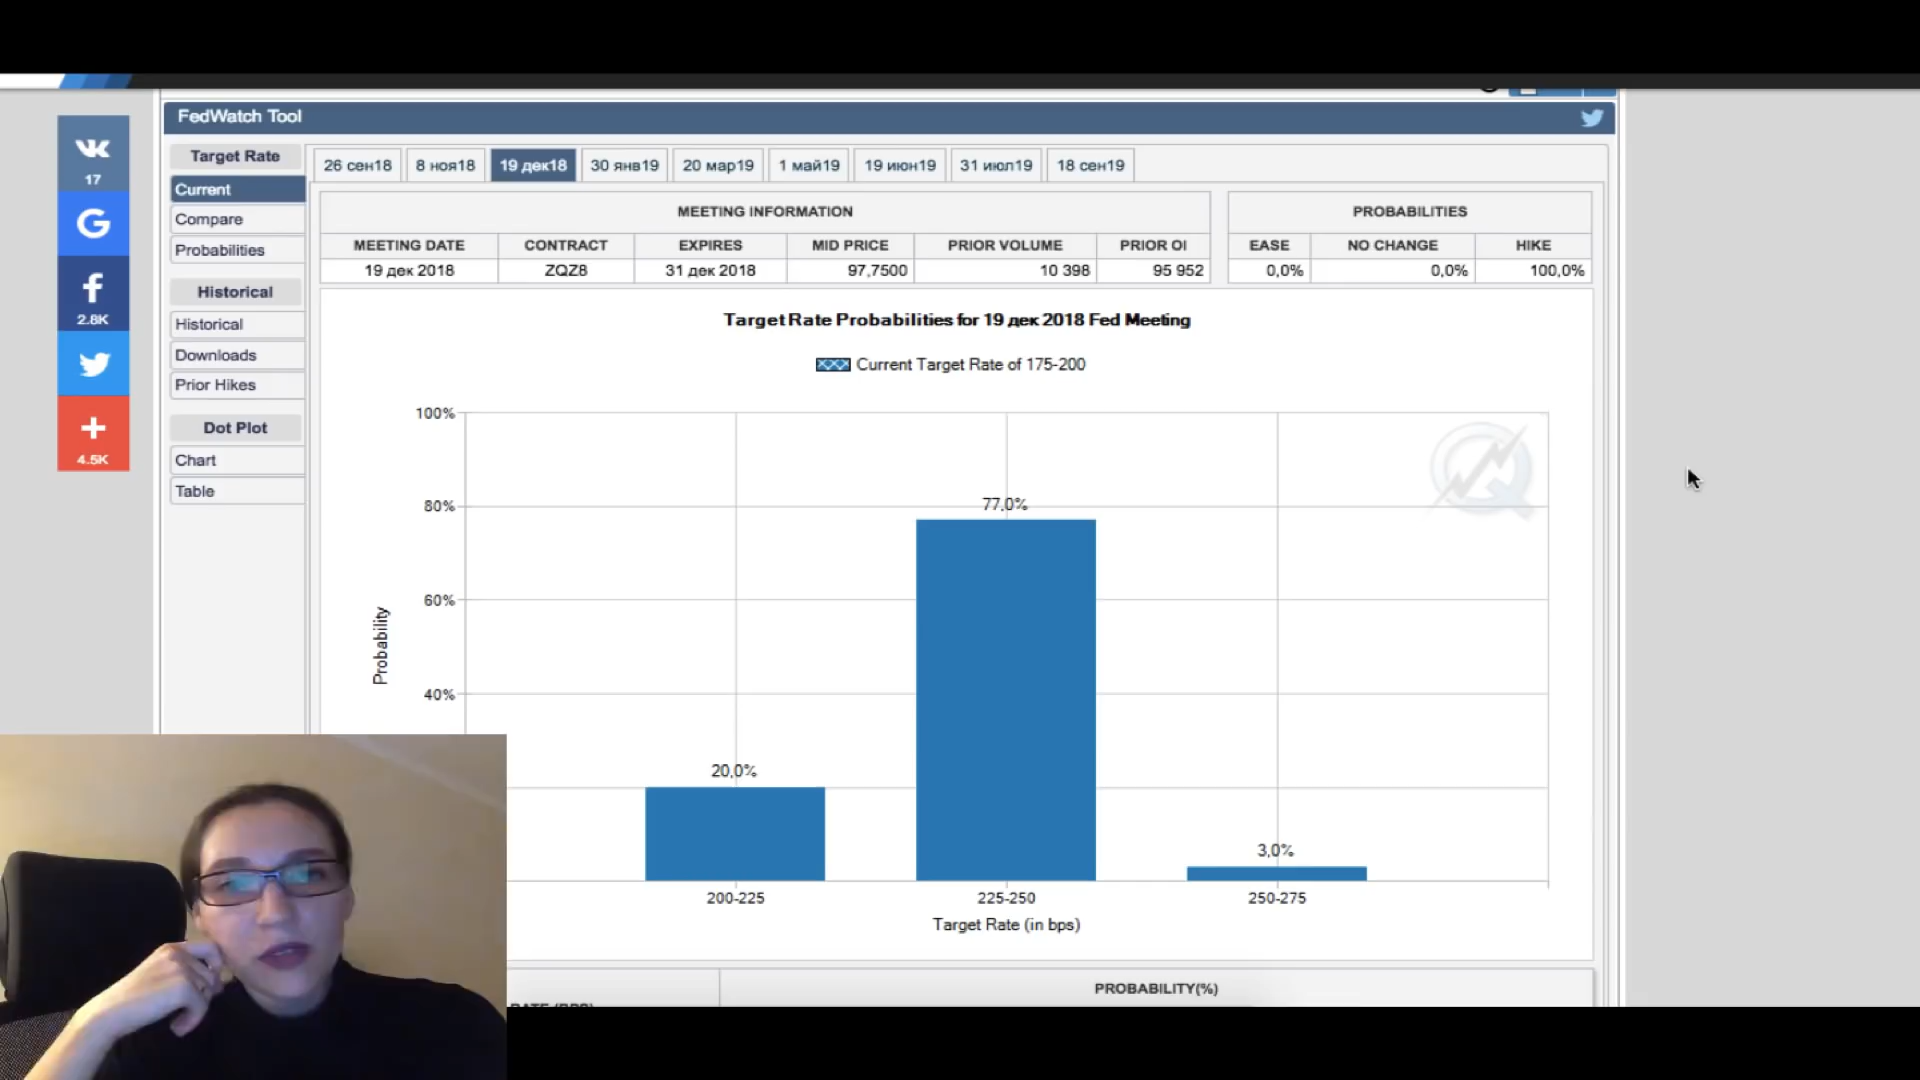 FedWatch Tool
17
2.8K
4.5K
Target Rate
Current
Compare
Probabilities
Historical
Historical
Downloads
Prior Hikes
Dot Plot
Chart
Table
26 сен18 8 ноя18 19 дек18 30 янв19 20 мар19 1 май19 19 июн19 31 июл19 18 сен19
MEETING INFORMATION
MEETING DATE CONTRACT EXPIRES MID PRICE PRIOR VOLUME PRIOR OI
19 дек 2018 ZQZ8 31 дек 2018 97,7500 10 398 95 952
PROBABILITIES
EASE NO CHANGE HIKE
0,0% 0,0% 100,0%
Target Rate Probabilities for 19 дек 2018 Fed Meeting
Current Target Rate of 175-200
100%
80%
60%
40%
Probability
20,0%
77,0%
3,0%
200-225 225-250 250-275
Target Rate (in bps)
PROBABILITY(%)